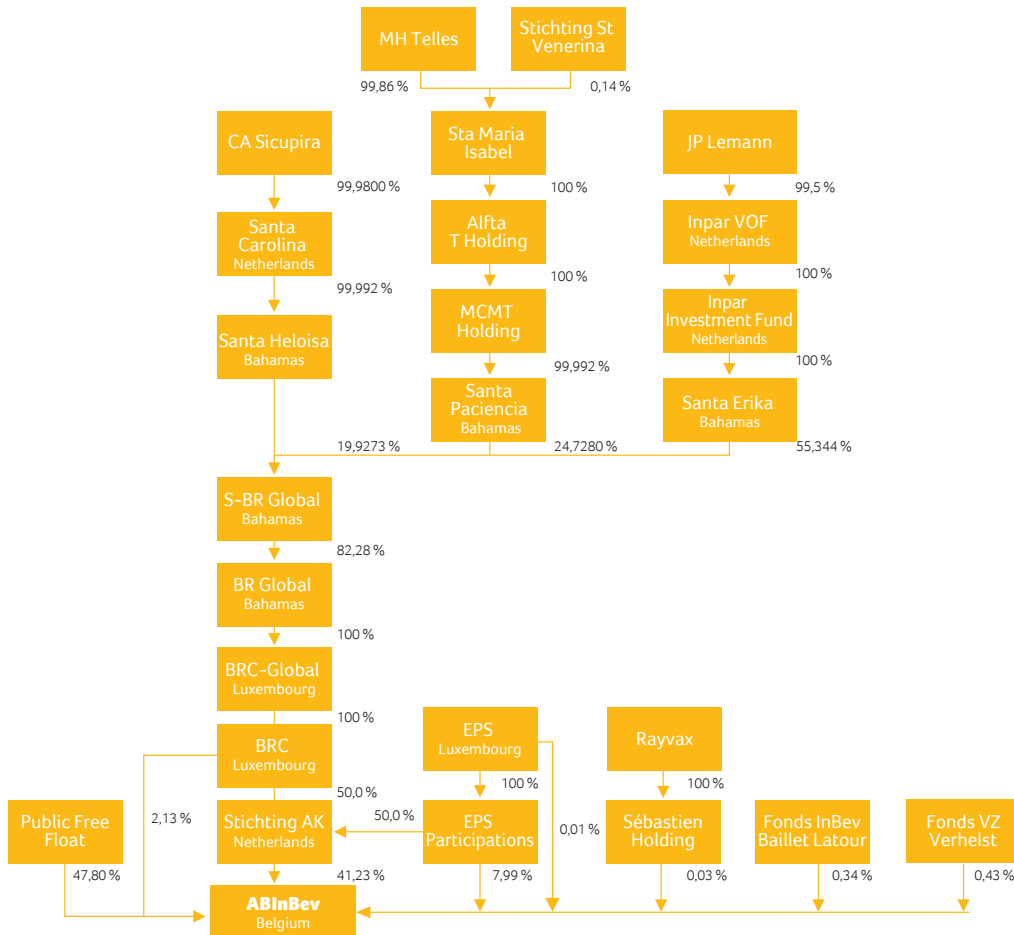 MH Telles
Stichting St
Venerina
99,86 %
0,14 %
CA Sicupira
Sta Maria
Isabel
JP Lemann
99,9800 %
100 %
99,5 %
Santa
Carolina
Netherlands
Alfta
T Holding
Inpar VOF
Netherlands
99,992 %
100 %
100 %
Santa Heloisa
Bahamas
MCMT
Holding
Inpar
Investment Fund
Netherlands
99,992 %
100 %
Santa
Paciencia
Bahamas
Santa Erika
Bahamas
19,9273 %
24,7280 %
55,344 %
S-BR Global
Bahamas
82,28 %
BR Global
Bahamas
100 %
BRC-Global
Luxembourg
100 %
BRC
Luxembourg
EPS
Luxembourg
Rayvax
50,0 %
100 %
100 %
Public Free
Float
2,13 %
Stichting AK
Netherlands
50,0 %
EPS
Participations
0,01 %
Sébastien
Holding
Fonds InBev
Baillet Latour
Fonds VZ
Verhelst
47,80 %
41,23 %
7,99 %
0,03 %
0,34 %
0,43 %
ABInBev
Belgium